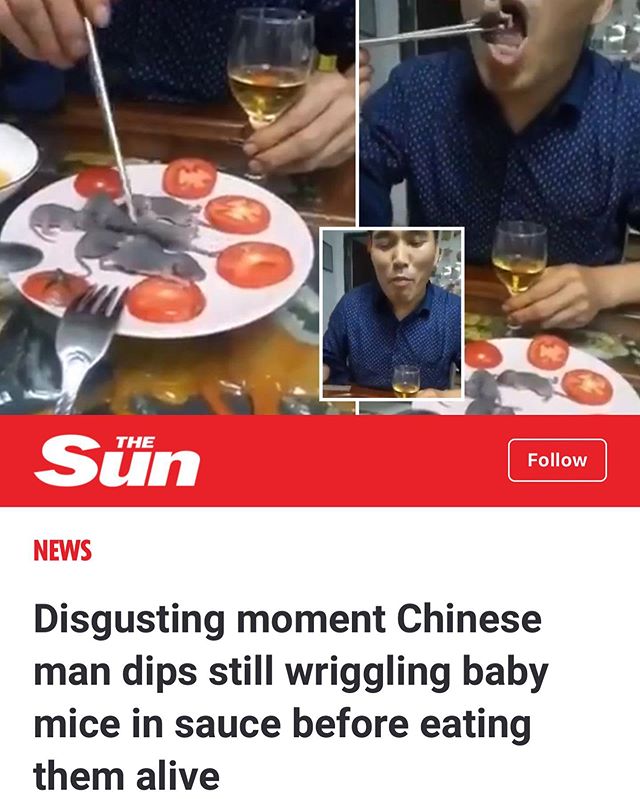 THE
Sun
Follow
NEWS
Disgusting moment Chinese
man dips still wriggling baby
mice in sauce before eating
them alive